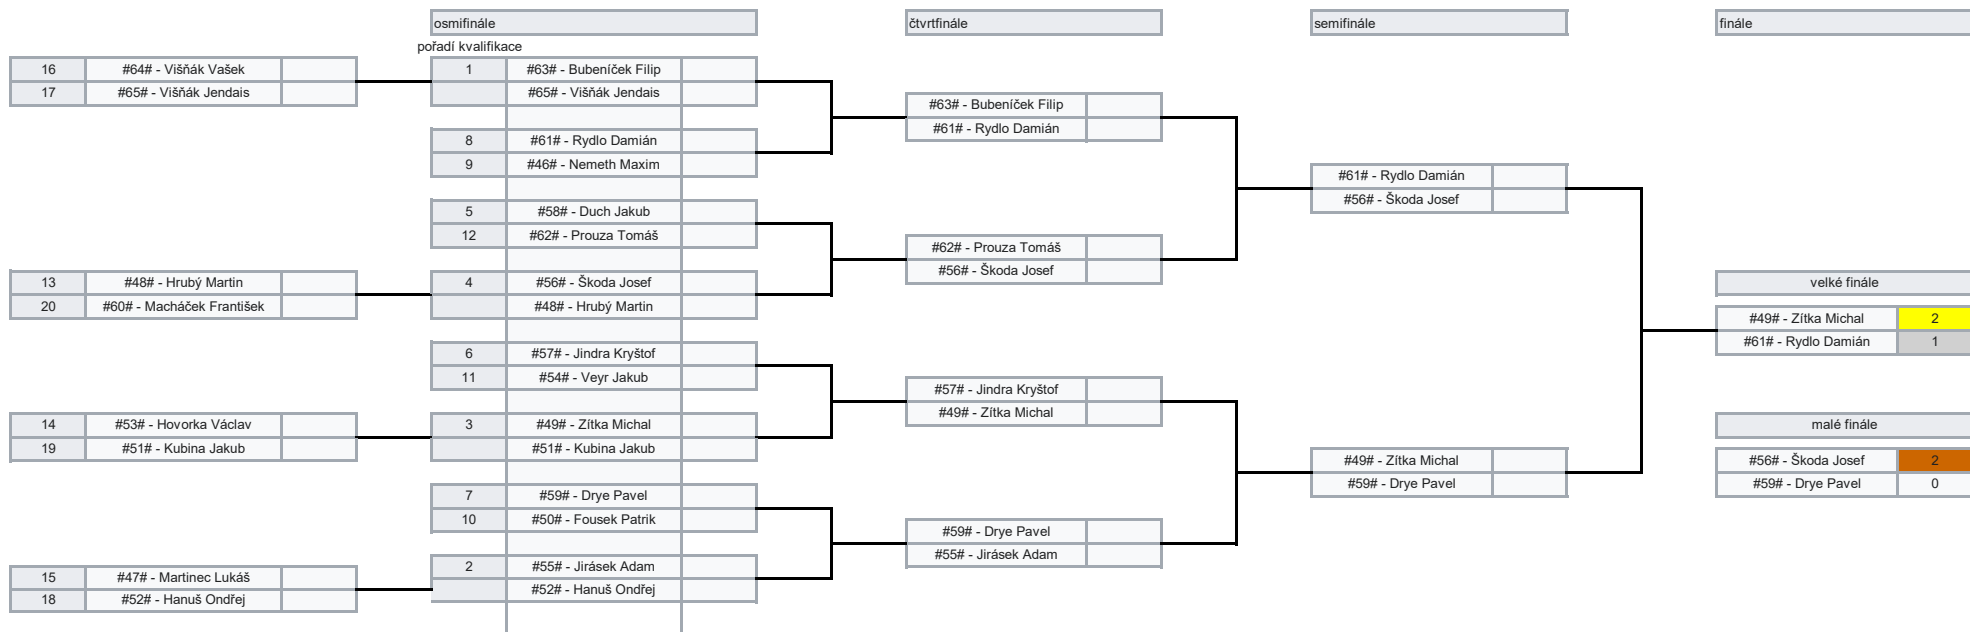 osmifinále
čtvrtfinále
semifinále
finále
pořadí kvalifikace
16 #64# - Višňák Vašek
17 #65# - Višňák Jendais
1 #63# - Bubeníček Filip
#65# - Višňák Jendais
#63# - Bubeníček Filip
#61# - Rydlo Damián
8 #61# - Rydlo Damián
9 #46# - Nemeth Maxim
#61# - Rydlo Damián
#56# - Škoda Josef
5 #58# - Duch Jakub
12 #62# - Prouza Tomáš
#62# - Prouza Tomáš
#56# - Škoda Josef
13 #48# - Hrubý Martin
20 #60# - Macháček František
4 #56# - Škoda Josef
#48# - Hrubý Martin
velké finále
#49# - Zítka Michal 2
#61# - Rydlo Damián 1
6 #57# - Jindra Kryštof
11 #54# - Veyr Jakub
#57# - Jindra Kryštof
#49# - Zítka Michal
14 #53# - Hovorka Václav
19 #51# - Kubina Jakub
3 #49# - Zítka Michal
#51# - Kubina Jakub
malé finále
#49# - Zítka Michal
#59# - Drye Pavel
#56# - Škoda Josef 2
#59# - Drye Pavel 0
7 #59# - Drye Pavel
10 #50# - Fousek Patrik
#59# - Drye Pavel
#55# - Jirásek Adam
15 #47# - Martinec Lukáš
18 #52# - Hanuš Ondřej
2 #55# - Jirásek Adam
#52# - Hanuš Ondřej